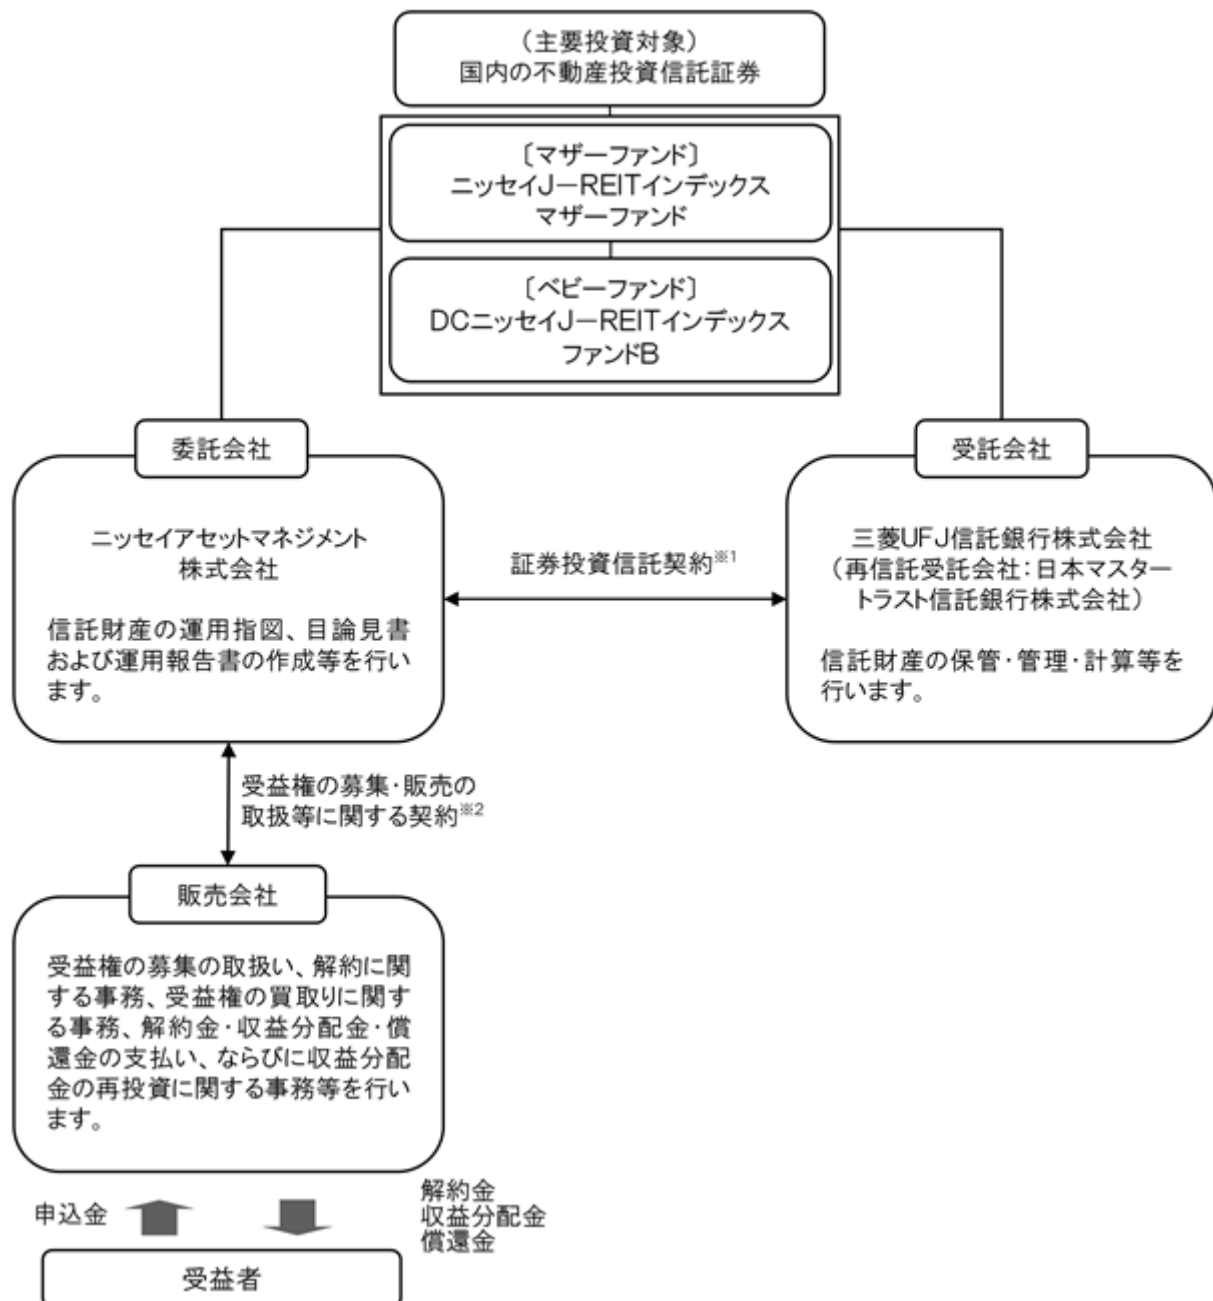 （主要投資対象）
国内の不動産投資信託証券
〔マザーファンド〕
ニッセイJ－REITインデックス
マザーファンド
〔ベビーファンド〕
DCニッセイJ－REITインデックス
ファンドB
委託会社
ニッセイアセットマネジメント
株式会社
信託財産の運用指図、目論見書
および運用報告書の作成等を行い
ます。
証券投資信託契約※1
受託会社
三菱UFJ信託銀行株式会社
（再信託受託会社：日本マスター
トラスト信託銀行株式会社）
信託財産の保管・管理・計算等を
行います。
受益権の募集・販売の
取扱等に関する契約※2
販売会社
受益権の募集の取扱い、解約に関
する事務、受益権の買取りに関す
る事務、解約金・収益分配金・償
還金の支払い、ならびに収益分配
金の再投資に関する事務等を行い
ます。
申込金
解約金
収益分配金
償還金
受益者